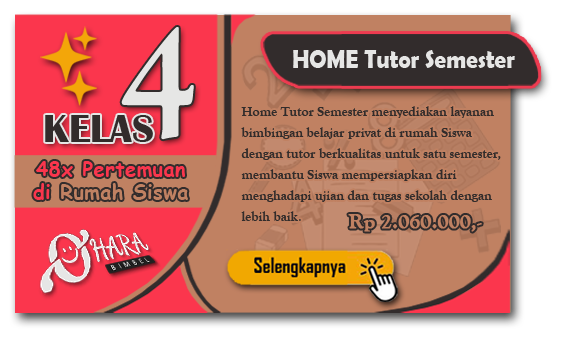 KELAS 4
48x Pertemuan
di Rumah Siswa
O'HARA
BIMBEL
HOME Tutor Semester
Home Tutor Semester menyediakan layanan
bimbingan belajar privat di rumah Siswa
dengan tutor berkualitas untuk satu semester,
membantu Siswa mempersiapkan diri
menghadapi ujian dan tugas sekolah dengan
lebih baik.
Rp 2.060.000,-
Selengkapnya